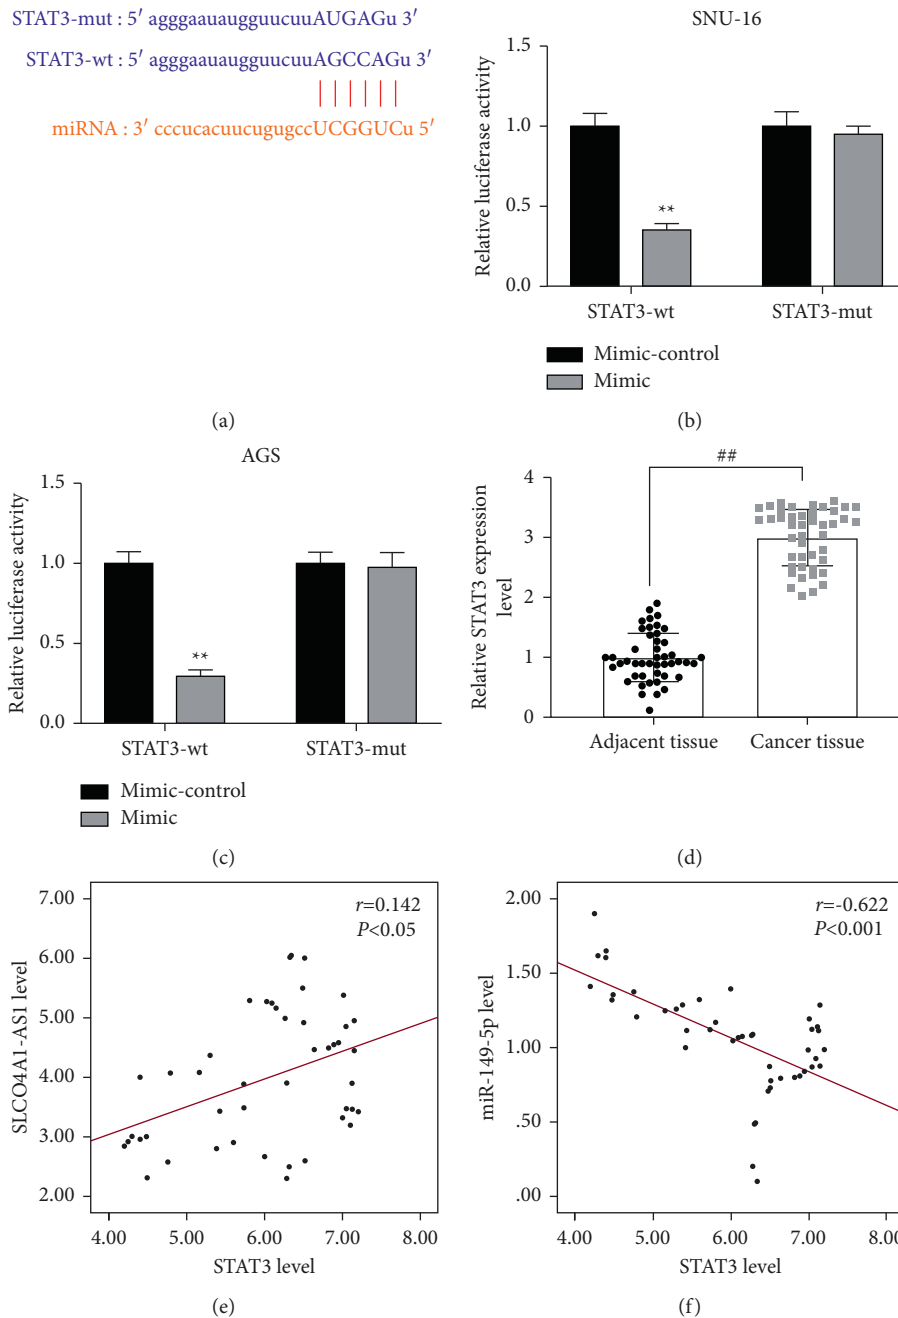 STAT3-mut : 5′ agggaauaugguucuuAUGAGu 3′
STAT3-wt : 5′ agggaauaugguucuuAGCCAGu 3′
miRNA : 3′ cccucacuucugugccUCGGUCu 5′
(a)
SNU-16
Relative luciferase activity
1.5
1.0
0.5
0.0
**
STAT3-wt
STAT3-mut
Mimic-control
Mimic
(b)
AGS
Relative luciferase activity
1.5
1.0
0.5
0.0
**
STAT3-wt
STAT3-mut
Mimic-control
Mimic
(c)
##
Relative STAT3 expression
level
4
3
2
1
0
Adjacent tissue
Cancer tissue
(d)
SLCO4A1-AS1 level
7.00
6.00
5.00
4.00
3.00
2.00
r=0.142
P<0.05
4.00 5.00 6.00 7.00 8.00
STAT3 level
(e)
miR-149-5p level
2.00
1.50
1.00
.50
.00
r=-0.622
P<0.001
4.00 5.00 6.00 7.00 8.00
STAT3 level
(f)